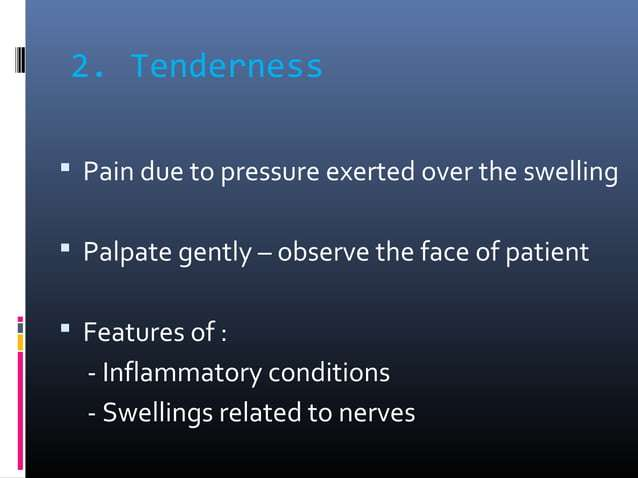 2. Tenderness
▪ Pain due to pressure exerted over the swelling
▪ Palpate gently – observe the face of patient
▪ Features of :
- Inflammatory conditions
- Swellings related to nerves